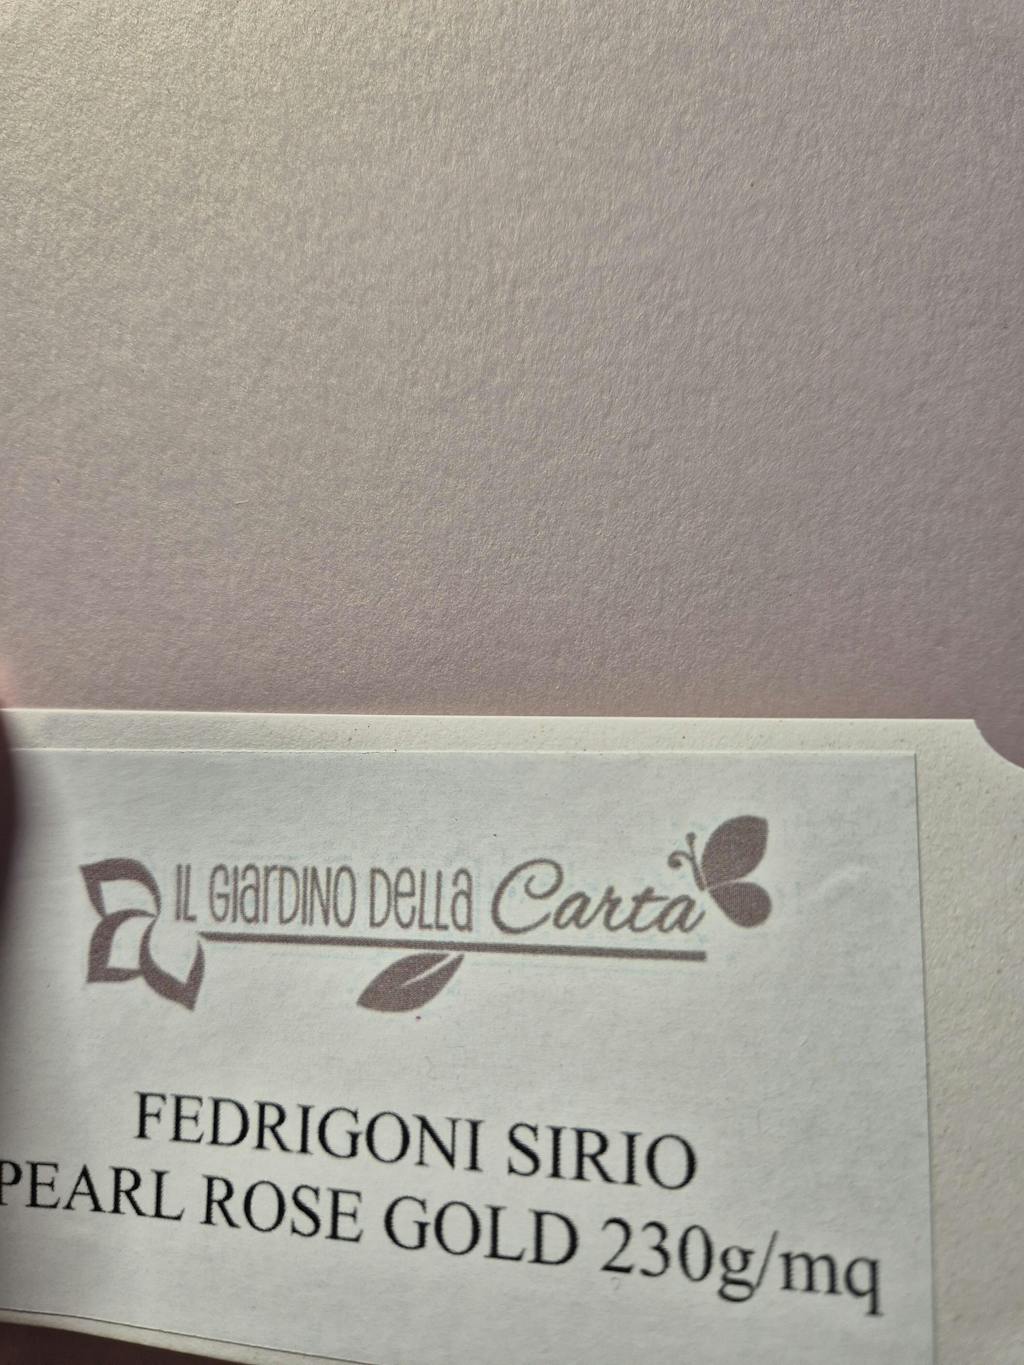 IL GIARDINO DELLA Carta
FEDRIGONI SIRIO
PEARL ROSE GOLD 230g/mq